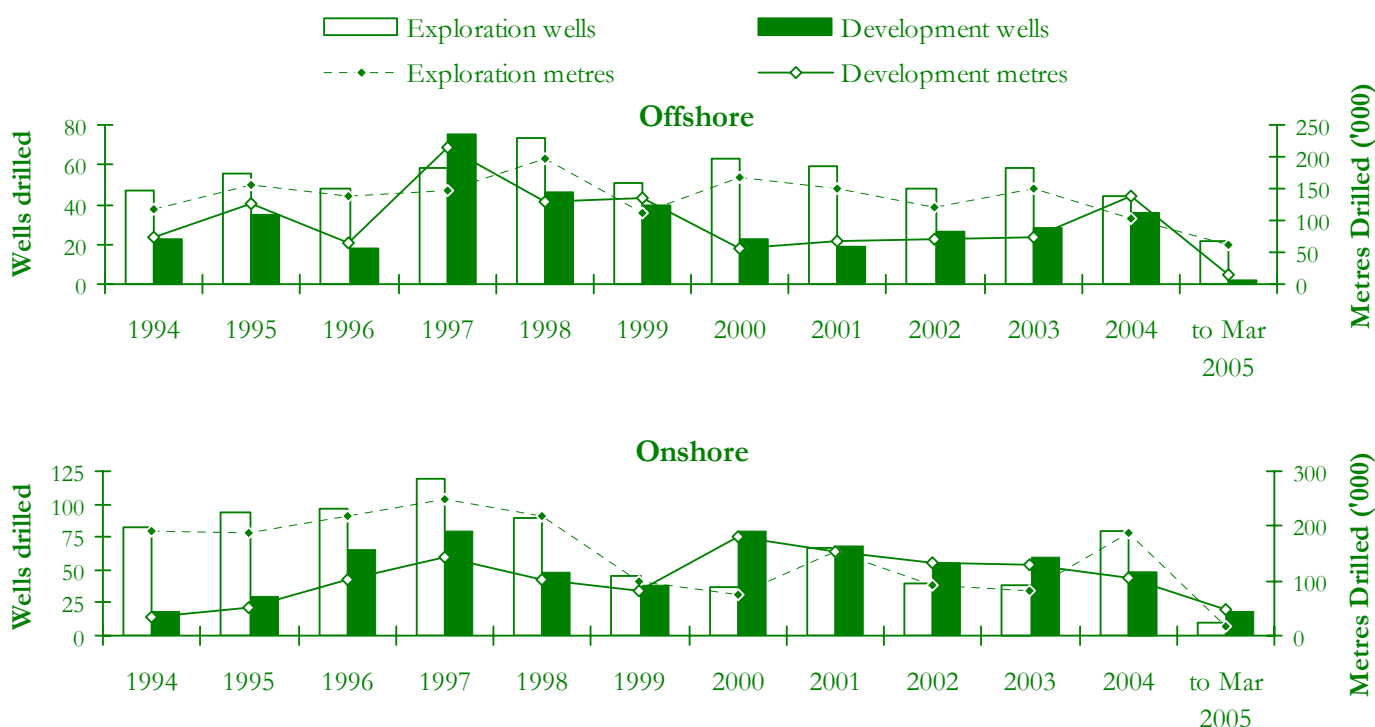 Exploration wells
Development wells
Exploration metres
Development metres
Offshore
Wells drilled
80
60
40
20
0
Metres Drilled ('000)
250
200
150
100
50
0
1994 1995 1996 1997 1998 1999 2000 2001 2002 2003 2004 to Mar
2005
Onshore
Wells drilled
125
100
75
50
25
0
Metres Drilled ('000)
300
200
100
0
1994 1995 1996 1997 1998 1999 2000 2001 2002 2003 2004 to Mar
2005